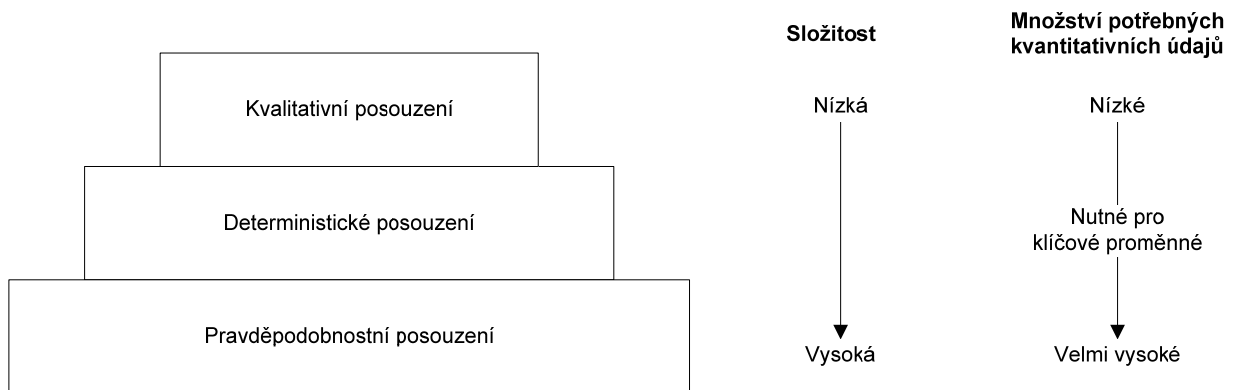 Složitost
Množství potřebných
kvantitativních údajů
Kvalitativní posouzení
Nízká
Nízké
Deterministické posouzení
Nutné pro
klíčové proměnné
Pravděpodobnostní posouzení
Vysoká
Velmi vysoké